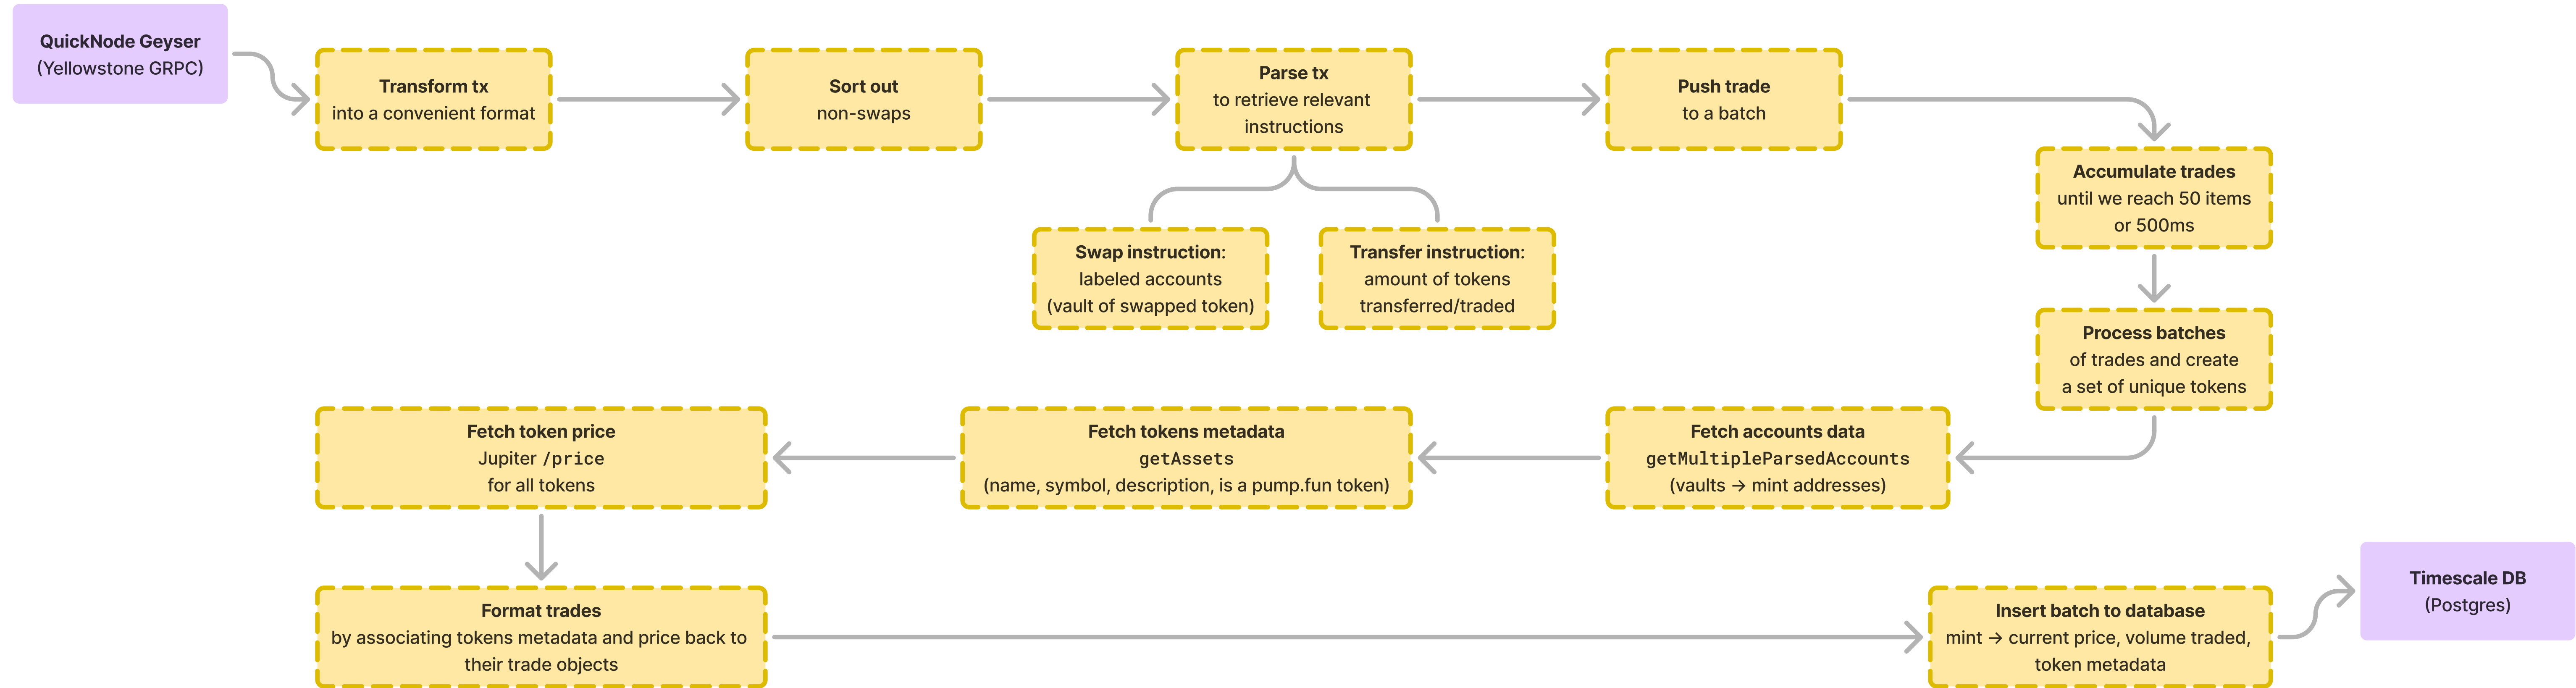 QuickNode Geyser
(Yellowstone GRPC)
Transform tx
into a convenient format
Sort out
non-swaps
Parse tx
to retrieve relevant
instructions
Push trade
to a batch
Swap instruction:
labeled accounts
(vault of swapped token)
Transfer instruction:
amount of tokens
transferred/traded
Accumulate trades
until we reach 50 items
or 500ms
Process batches
of trades and create
a set of unique tokens
Fetch accounts data
getMultipleParsedAccounts
(vaults → mint addresses)
Fetch tokens metadata
getAssets
(name, symbol, description, is a pump.fun token)
Fetch token price
Jupiter /price
for all tokens
Format trades
by associating tokens metadata and price back to
their trade objects
Insert batch to database
mint → current price, volume traded,
token metadata
Timescale DB
(Postgres)